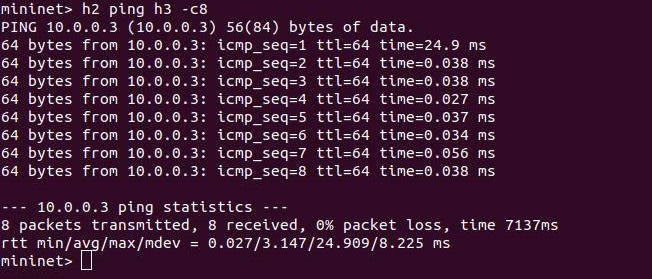 mininet> h2 ping h3 -c8
PING 10.0.0.3 (10.0.0.3) 56(84) bytes of data.
64 bytes from 10.0.0.3: icmp_seq=1 ttl=64 time=24.9 ms
64 bytes from 10.0.0.3: icmp_seq=2 ttl=64 time=0.038 ms
64 bytes from 10.0.0.3: icmp_seq=3 ttl=64 time=0.038 ms
64 bytes from 10.0.0.3: icmp_seq=4 ttl=64 time=0.027 ms
64 bytes from 10.0.0.3: icmp_seq=5 ttl=64 time=0.037 ms
64 bytes from 10.0.0.3: icmp_seq=6 ttl=64 time=0.034 ms
64 bytes from 10.0.0.3: icmp_seq=7 ttl=64 time=0.056 ms
64 bytes from 10.0.0.3: icmp_seq=8 ttl=64 time=0.038 ms
--- 10.0.0.3 ping statistics ---
8 packets transmitted, 8 received, 0% packet loss, time 7137ms
rtt min/avg/max/mdev = 0.027/3.147/24.909/8.225 ms
mininet>